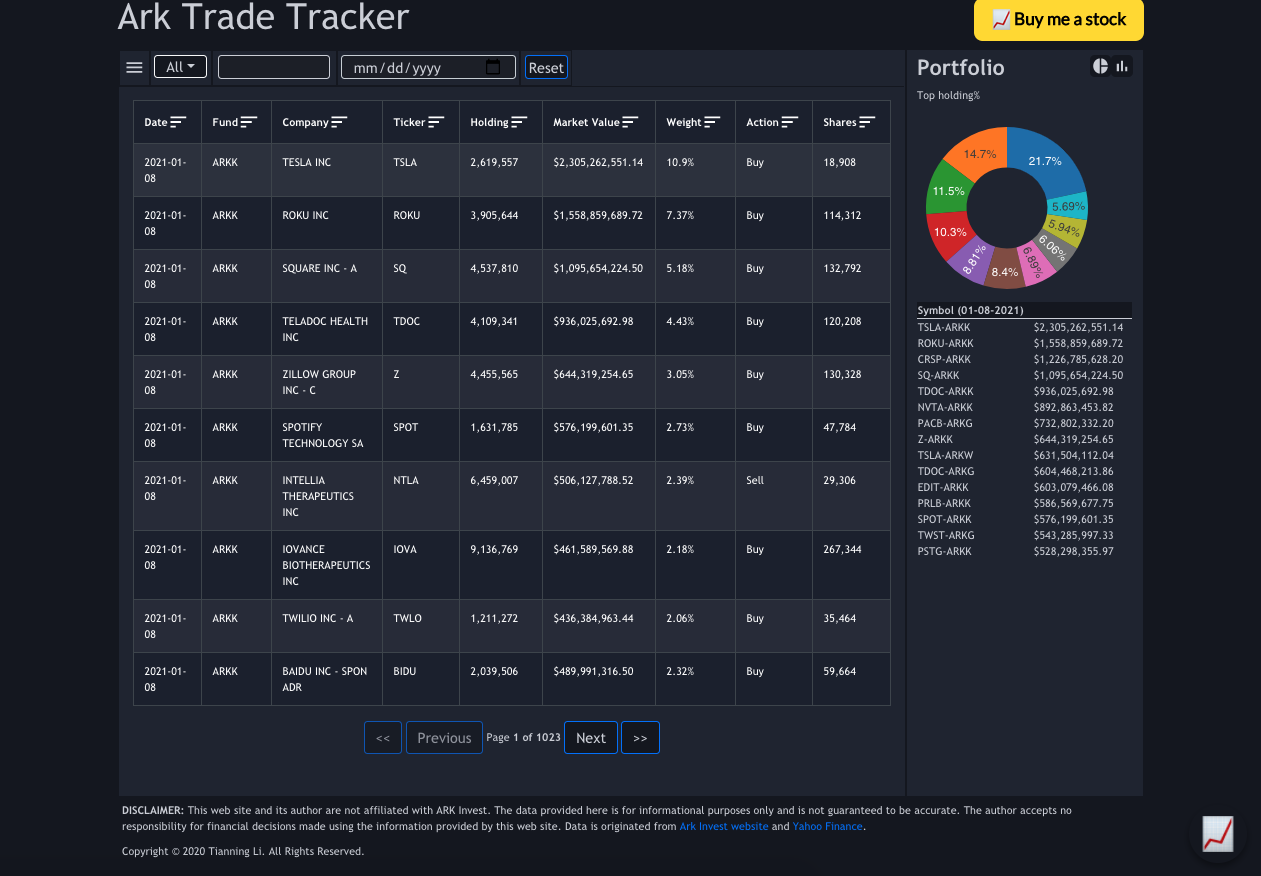 Ark Trade Tracker
Buy me a stock
All
mm/dd/yyyy
Reset
Date Fund Company Ticker Holding Market Value Weight Action Shares
2021-01-08 ARKK TESLA INC TSLA 2,619,557 $2,305,262,551.14 10.9% Buy 18,908
2021-01-08 ARKK ROKU INC ROKU 3,905,644 $1,558,859,689.72 7.37% Buy 114,312
2021-01-08 ARKK SQUARE INC - A SQ 4,537,810 $1,095,654,224.50 5.18% Buy 132,792
2021-01-08 ARKK TELADOC HEALTH INC TDOC 4,109,341 $936,025,692.98 4.43% Buy 120,208
2021-01-08 ARKK ZILLOW GROUP INC - C Z 4,455,565 $644,319,254.65 3.05% Buy 130,328
2021-01-08 ARKK SPOTIFY TECHNOLOGY SA SPOT 1,631,785 $576,199,601.35 2.73% Buy 47,784
2021-01-08 ARKK INTELLIA THERAPEUTICS INC NTLA 6,459,007 $506,127,788.52 2.39% Sell 29,306
2021-01-08 ARKK IOVANCE BIOTHERAPEUTICS INC IOVA 9,136,769 $461,589,569.88 2.18% Buy 267,344
2021-01-08 ARKK TWILIO INC - A TWLO 1,211,272 $436,384,963.44 2.06% Buy 35,464
2021-01-08 ARKK BAIDU INC - SPON ADR BIDU 2,039,506 $489,991,316.50 2.32% Buy 59,664
<< Previous Page 1 of 1023 Next >>
Portfolio
Top holding%
21.7%
5.69%
5.94%
6.06%
6.89%
8.4%
8.81%
10.3%
11.5%
14.7%
Symbol (01-08-2021)
TSLA-ARKK $2,305,262,551.14
ROKU-ARKK $1,558,859,689.72
CRSP-ARKK $1,226,785,628.20
SQ-ARKK $1,095,654,224.50
TDOC-ARKK $936,025,692.98
NVTA-ARKK $892,863,453.82
PACB-ARKG $732,802,332.20
Z-ARKK $644,319,254.65
TSLA-ARKW $631,504,112.04
TDOC-ARKG $604,468,213.86
EDIT-ARKK $603,079,466.08
PRLB-ARKK $586,569,677.75
SPOT-ARKK $576,199,601.35
TWST-ARKG $543,285,997.33
PSTG-ARKK $528,298,355.97
DISCLAIMER: This web site and its author are not affiliated with ARK Invest. The data provided here is for informational purposes only and is not guaranteed to be accurate. The author accepts no
responsibility for financial decisions made using the information provided by this web site. Data is originated from Ark Invest website and Yahoo Finance.
Copyright © 2020 Tianning Li. All Rights Reserved.